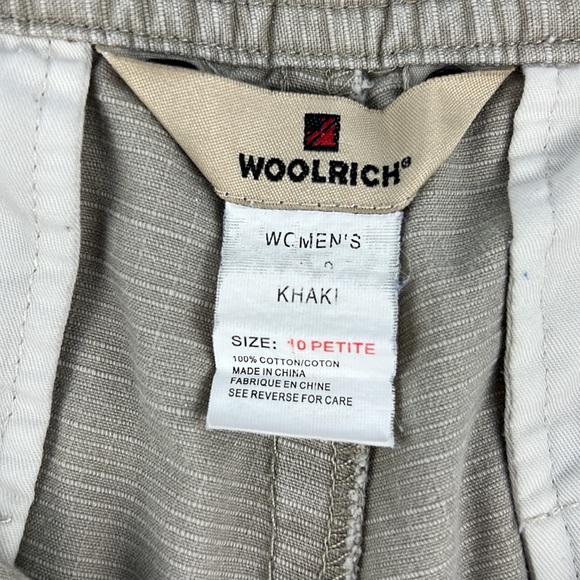 WOOLRICH®
WOMEN'S
KHAKI
SIZE: 10 PETITE
100% COTTON/COTON
MADE IN CHINA
FABRIQUE EN CHINE
SEE REVERSE FOR CARE